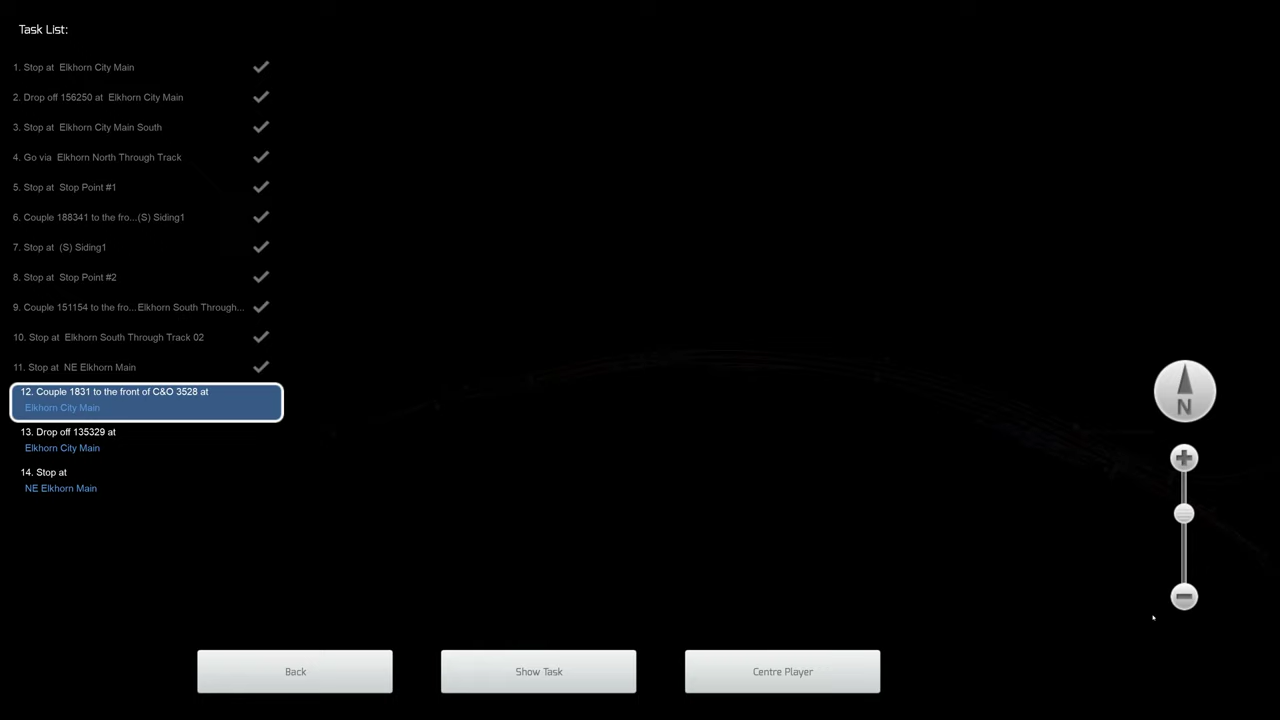 Task List:
1. Stop at Elkhorn City Main
2. Drop off 156250 at Elkhorn City Main
3. Stop at Elkhorn City Main South
4. Go via Elkhorn North Through Track
5. Stop at Stop Point #1
6. Couple 188341 to the fro...(S) Siding1
7. Stop at (S) Siding1
8. Stop at Stop Point #2
9. Couple 151154 to the fro...Elkhorn South Through...
10. Stop at Elkhorn South Through Track 02
11. Stop at NE Elkhorn Main
12. Couple 1831 to the front of C&O 3528 at
Elkhorn City Main
13. Drop off 135329 at
Elkhorn City Main
14. Stop at
NE Elkhorn Main
N
Back
Show Task
Centre Player